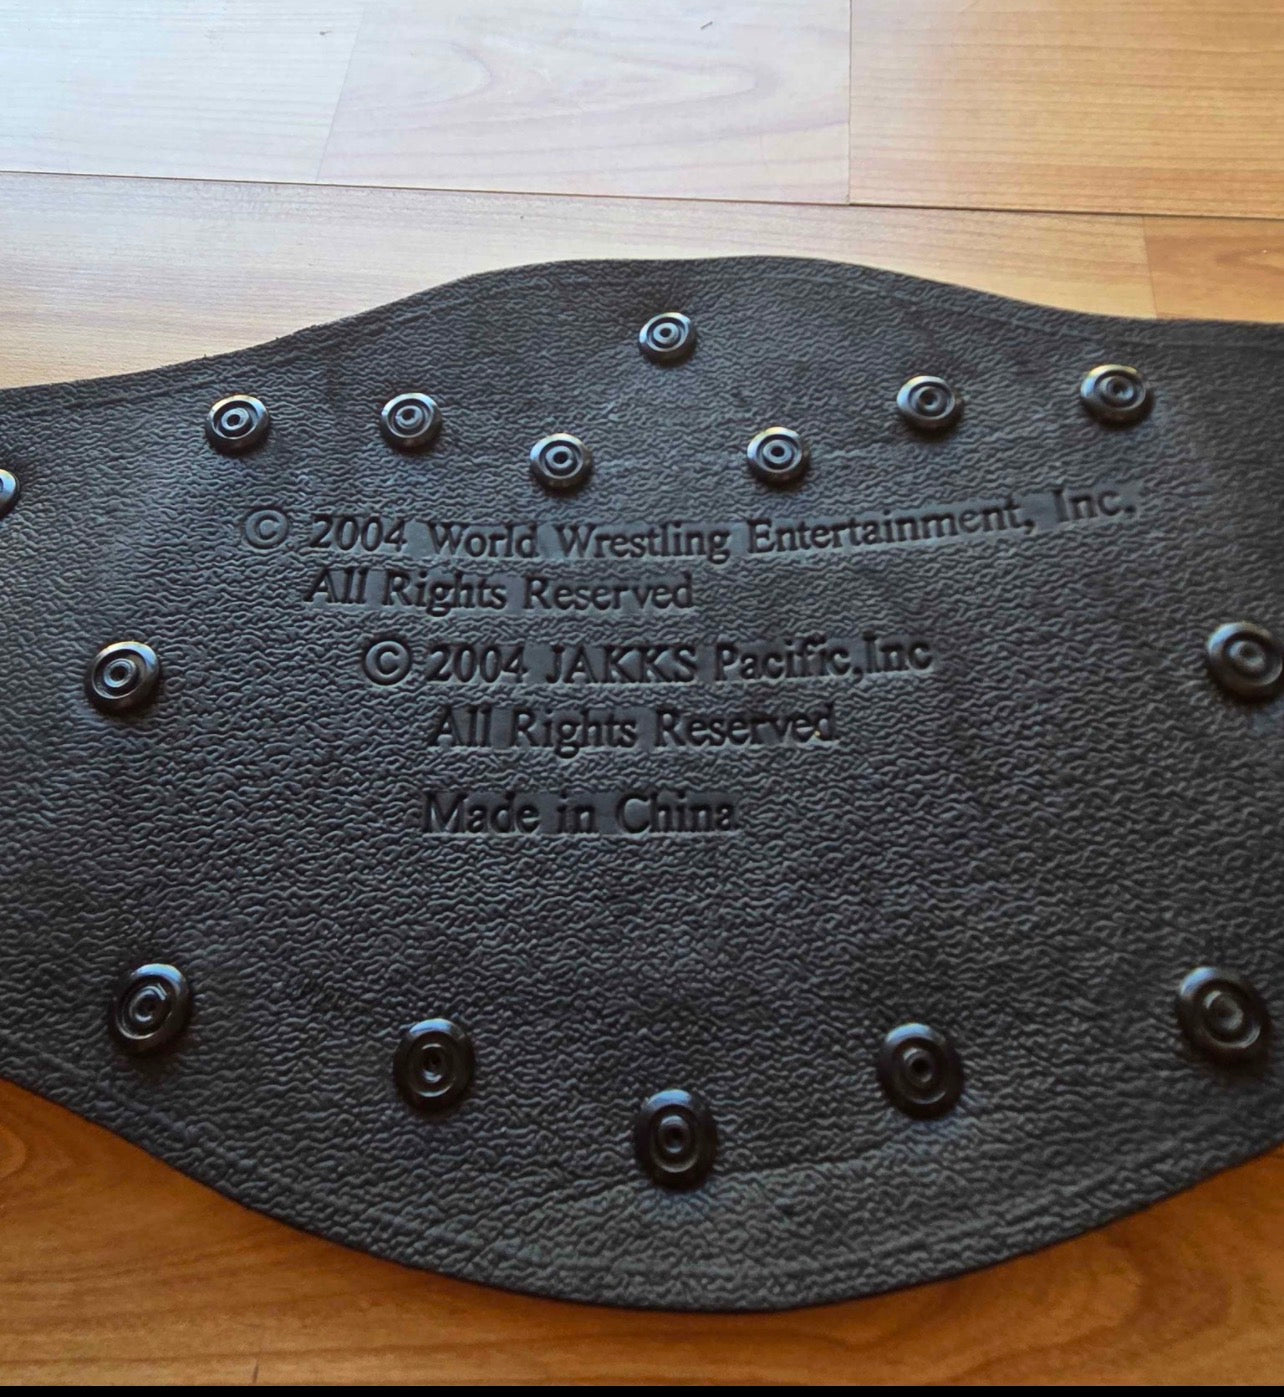 © 2004 World Wrestling Entertainment, Inc.
All Rights Reserved
© 2004 JAKKS Pacific,Inc
All Rights Reserved
Made in China